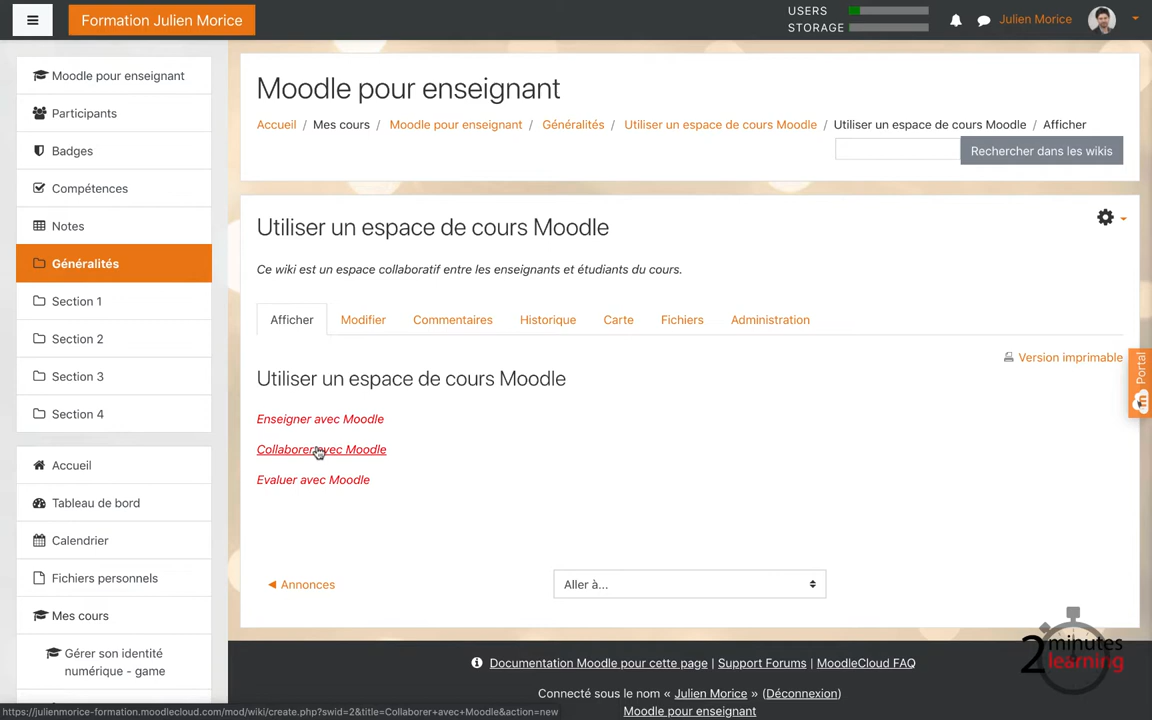 Formation Julien Morice
USERS
STORAGE
Julien Morice
Moodle pour enseignant
Participants
Badges
Compétences
Notes
Généralités
Section 1
Section 2
Section 3
Section 4
Accueil
Tableau de bord
Calendrier
Fichiers personnels
Mes cours
Gérer son identité
numérique - game
Moodle pour enseignant
Accueil / Mes cours / Moodle pour enseignant / Généralités / Utiliser un espace de cours Moodle / Utiliser un espace de cours Moodle / Afficher
Rechercher dans les wikis
Utiliser un espace de cours Moodle
Ce wiki est un espace collaboratif entre les enseignants et étudiants du cours.
Afficher Modifier Commentaires Historique Carte Fichiers Administration
Version imprimable
Utiliser un espace de cours Moodle
Enseigner avec Moodle
Collaborer avec Moodle
Evaluer avec Moodle
◀ Annonces
Aller à...
Portal
2 minutes
learning
Documentation Moodle pour cette page | Support Forums | MoodleCloud FAQ
Connecté sous le nom « Julien Morice » (Déconnexion)
Moodle pour enseignant
https://julienmorice-formation.moodlecloud.com/mod/wiki/create.php?swid=2&title=Collaborer+avec+Moodle&action=new